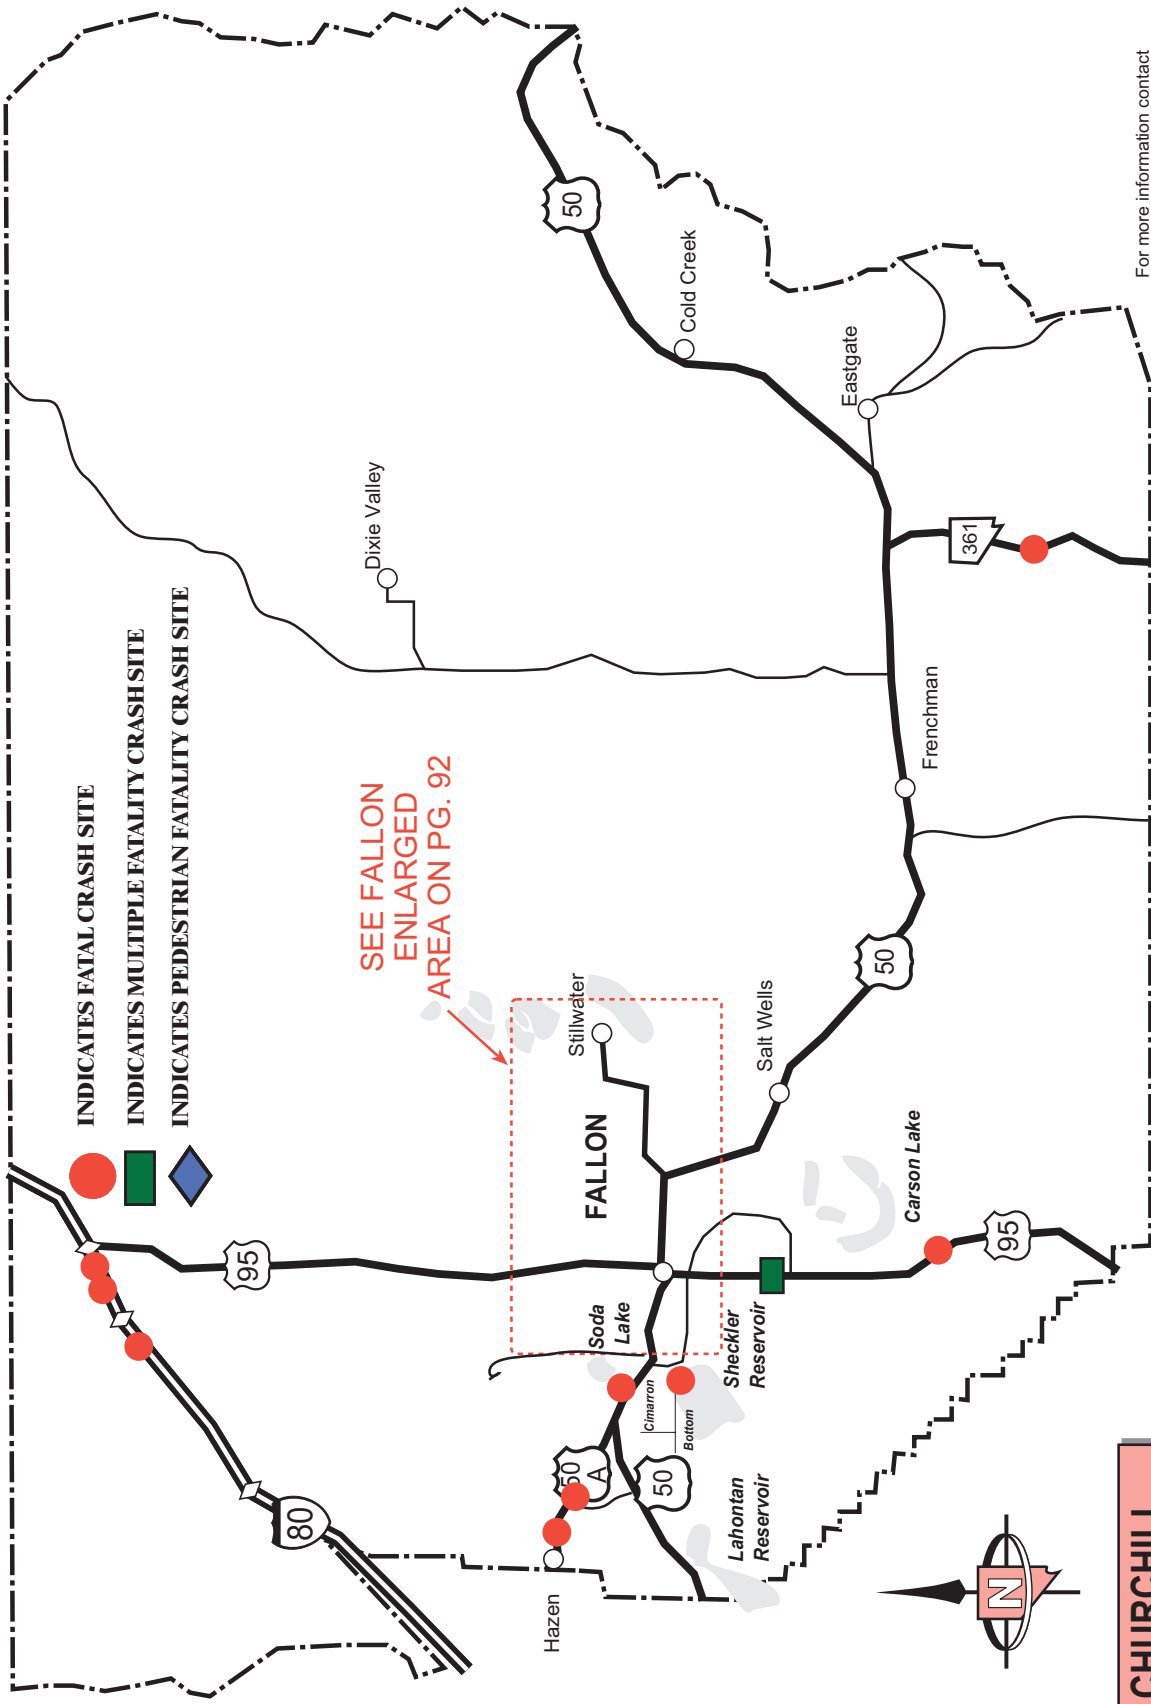 INDICATES FATAL CRASH SITE
INDICATES MULTIPLE FATALITY CRASH SITE
INDICATES PEDESTRIAN FATALITY CRASH SITE
SEE FALLON
ENLARGED
AREA ON PG. 92
80
95
Hazen
50
A
50
Cimarron
Bottom
Soda
Lake
FALLON
Stillwater
Dixie Valley
50
Cold Creek
Lahontan
Reservoir
Sheckler
Reservoir
Salt Wells
50
Frenchman
Eastgate
361
Carson Lake
95
N
CHURCHILL
For more information contact